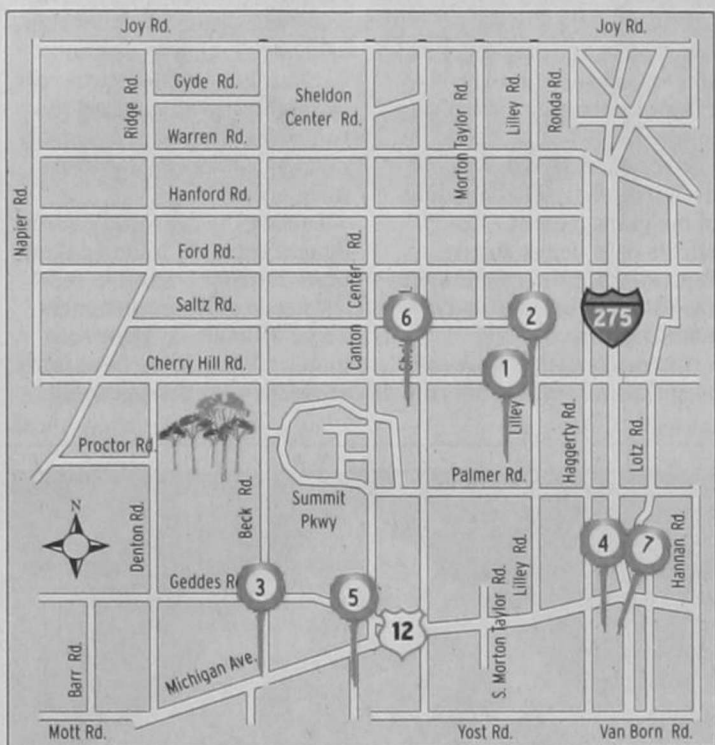 Joy Rd.
Joy Rd.
Ridge Rd.
Gyde Rd.
Sheldon
Center Rd.
Morton Taylor Rd.
Lilley Rd.
Ronda Rd.
Warren Rd.
Napier Rd.
Hanford Rd.
Ford Rd.
Canton Center Rd.
Saltz Rd.
6
2
275
Cherry Hill Rd.
1
Lilley
Haggerty Rd.
Lotz Rd.
Proctor Rd.
Palmer Rd.
Beck Rd.
Summit
Pkwy
N
Denton Rd.
Hannan Rd.
4
7
Geddes
3
5
Lilley Rd.
S. Morton Taylor Rd.
12
Barr Rd.
Michigan Ave.
Mott Rd.
Yost Rd.
Van Born Rd.